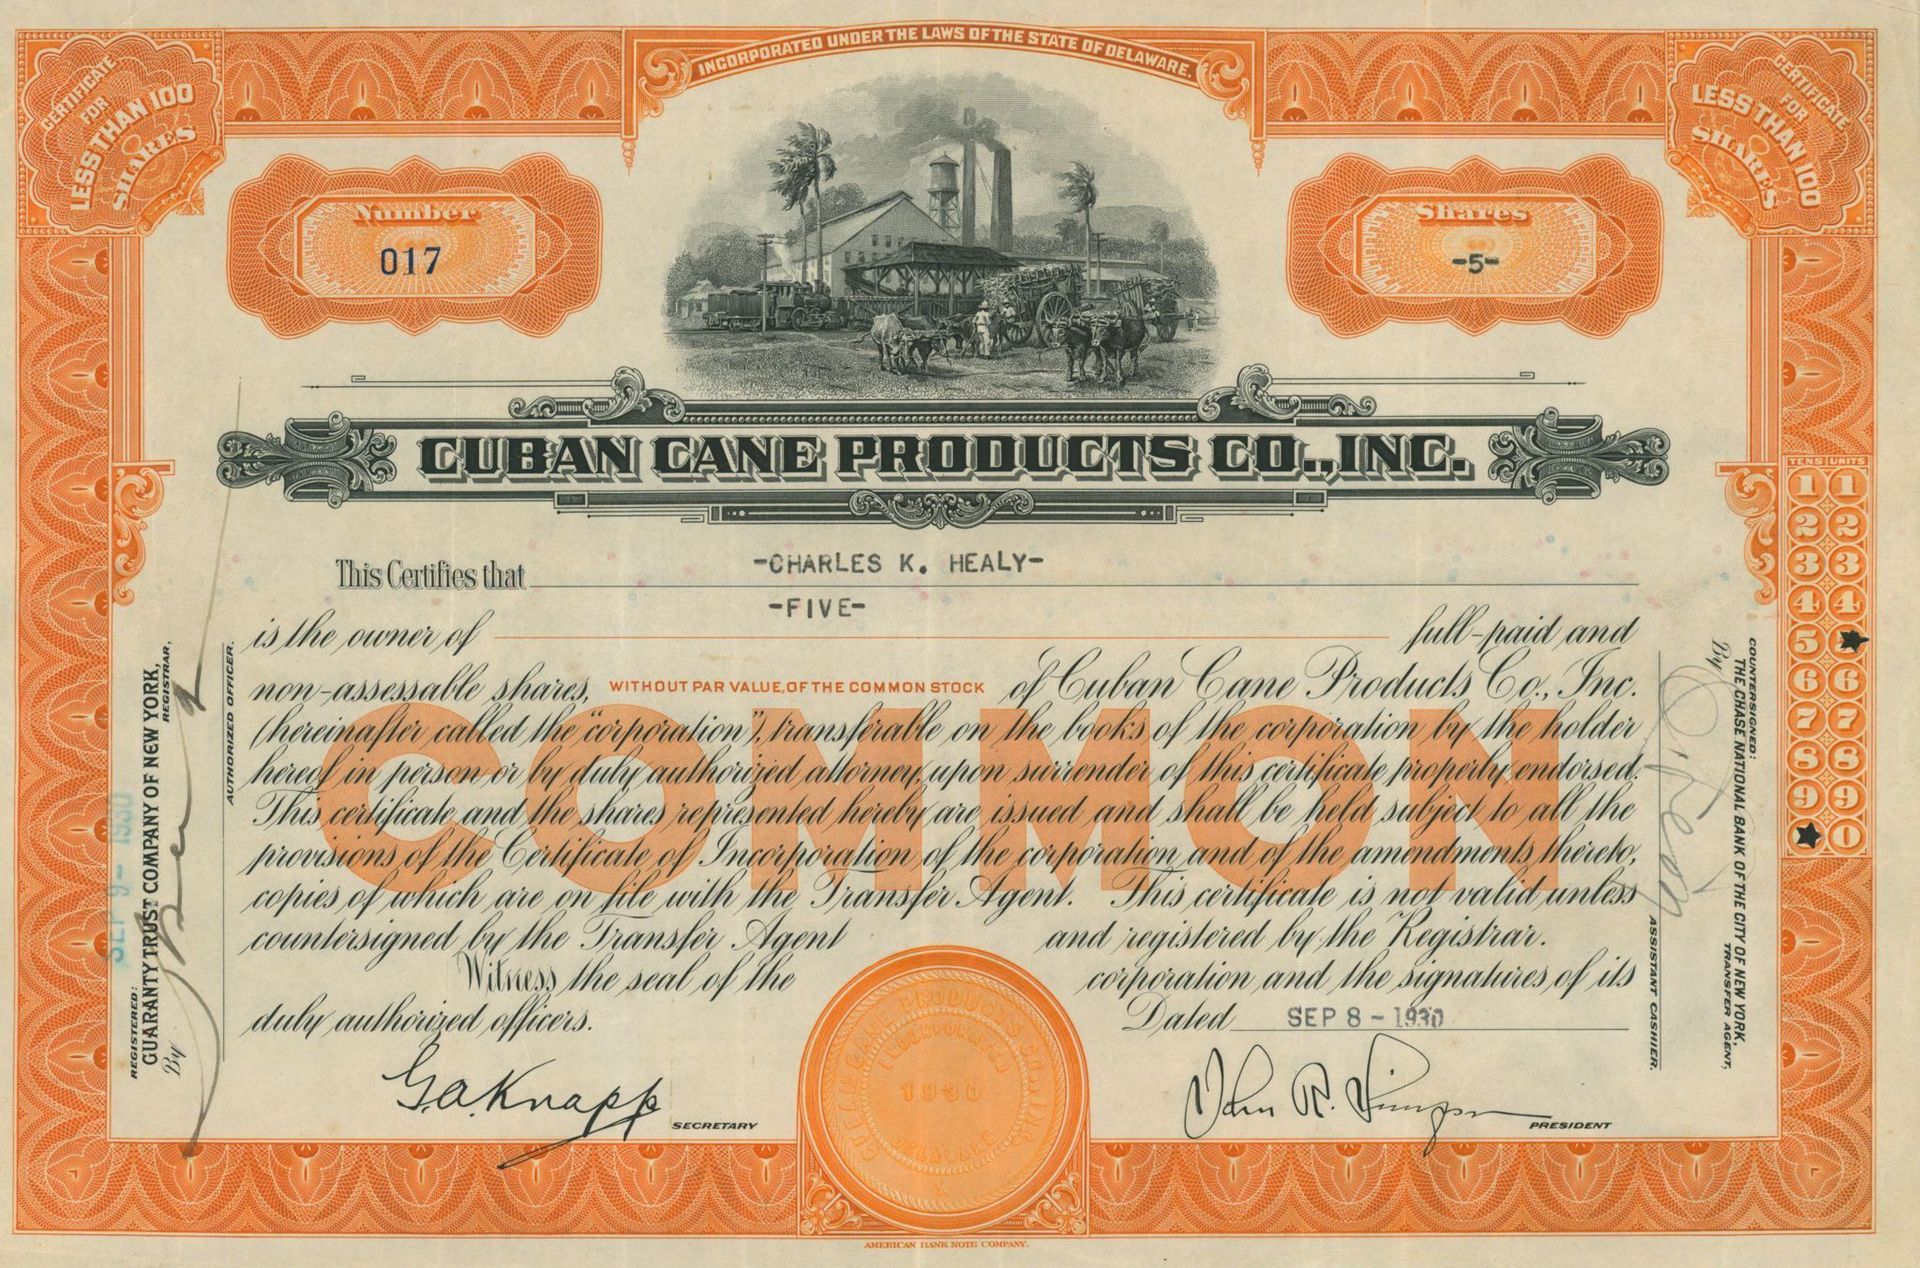 INCORPORATED UNDER THE LAWS OF THE STATE OF DELAWARE.
CERTIFICATE
FOR
LESS THAN 100
SHARES
CERTIFICATE
FOR
LESS THAN 100
SHARES
Number
017
Shares
-5-
CUBAN CANE PRODUCTS CO., INC.
This Certifies that -CHARLES K. HEALY-
-FIVE-
is the owner of full-paid and
non-assessable shares, WITHOUT PAR VALUE, OF THE COMMON STOCK of Cuban Cane Products Co., Inc.
(hereinafter called the "corporation"), transferable on the books of the corporation by the holder
hereof in person or by duly authorized attorney, upon surrender of this certificate properly endorsed.
This certificate and the shares represented hereby are issued and shall be held subject to all the
provisions of the Certificate of Incorporation of the corporation and of the amendments thereto,
copies of which are on file with the Transfer Agent. This certificate is not valid unless
countersigned by the Transfer Agent and registered by the Registrar.
Witness the seal of the corporation and the signatures of its
duly authorized officers. Dated SEP 8 - 1930
COMMON
G.A. Knapp
SECRETARY
John R. Simpson
PRESIDENT
1930
AMERICAN BANK NOTE COMPANY.
REGISTERED:
GUARANTY TRUST COMPANY OF NEW YORK,
REGISTRAR,
By
AUTHORIZED OFFICER.
SEP 9 - 1930
COUNTERSIGNED:
THE CHASE NATIONAL BANK OF THE CITY OF NEW YORK,
TRANSFER AGENT,
By
ASSISTANT CASHIER.
TENS UNITS
1 1
2 2
3 3
4 4
5
6 6
7 7
8 8
9 9
0